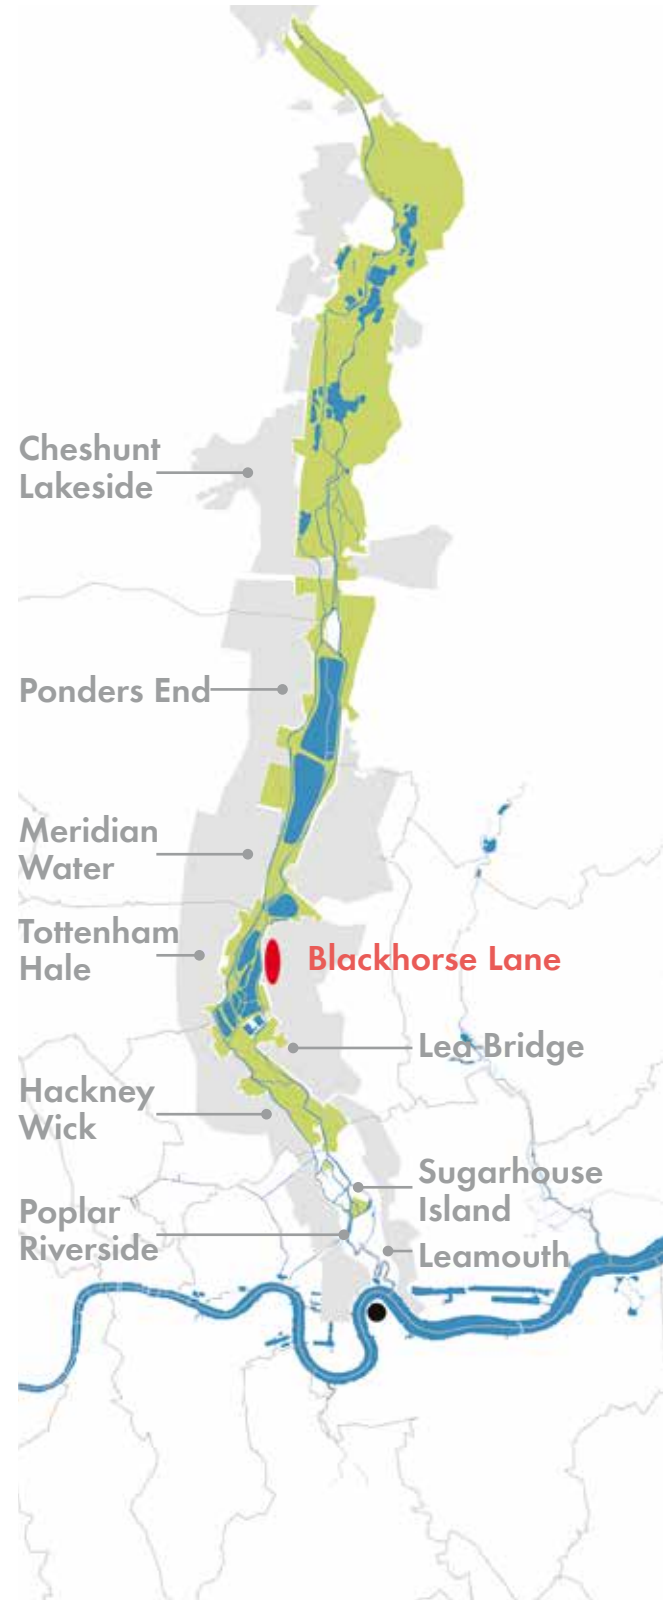 Cheshunt
Lakeside
Ponders End
Meridian
Water
Tottenham
Hale
Blackhorse Lane
Lea Bridge
Hackney
Wick
Sugarhouse
Island
Poplar
Riverside
Leamouth